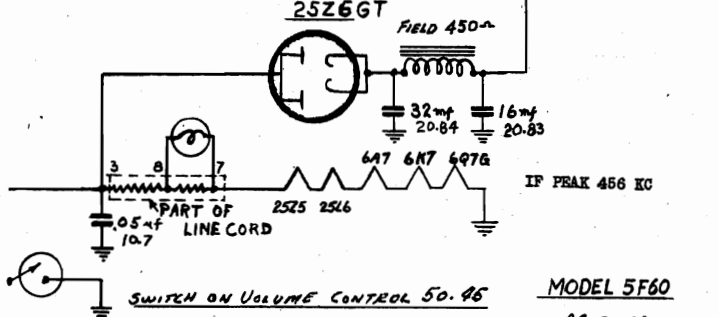 25Z6GT
FIELD 450Ω
32mf
20.84
16mf
20.83
3 8 7
6A7 6K7 6Q7G
IF PEAK 456 KC
PART OF
LINE CORD
25Z5 25L6
.05mf
10.7
SWITCH ON VOLUME CONTROL 50.45
MODEL 5F60